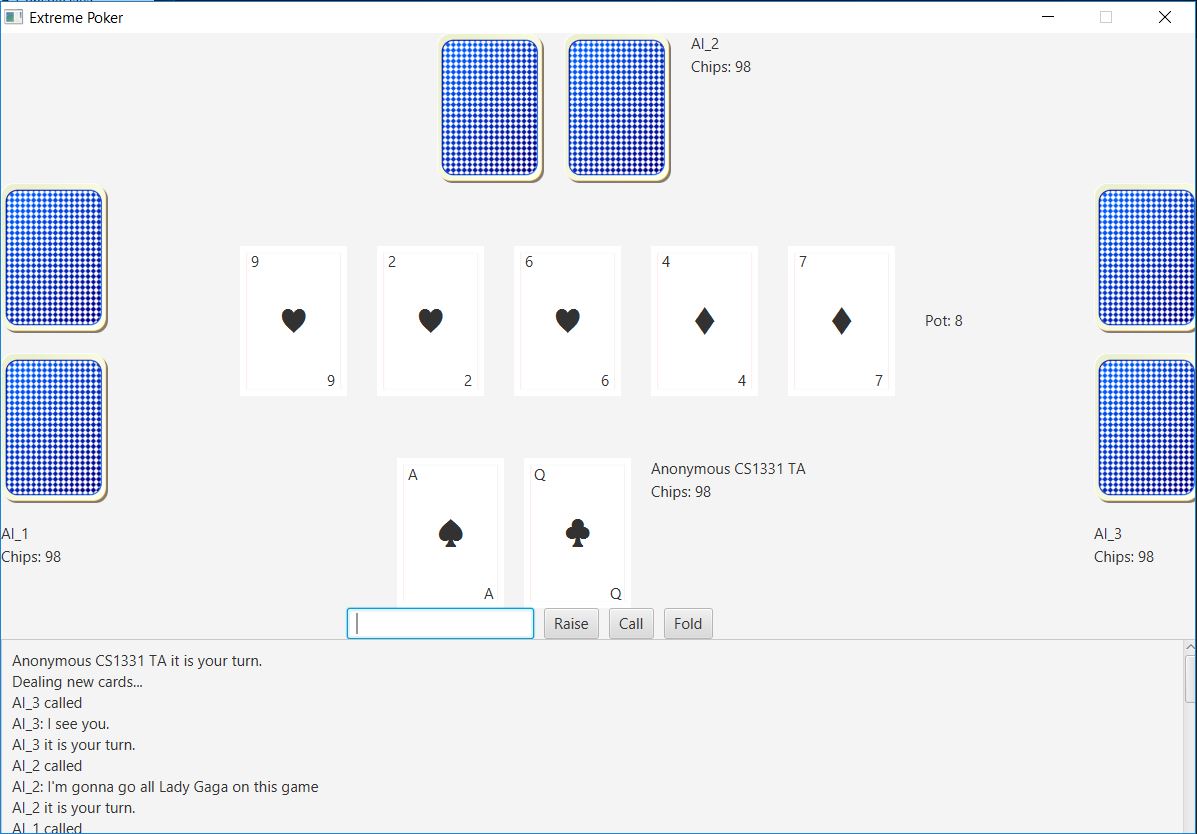 Extreme Poker
AI_2
Chips: 98
9
9
2
2
6
6
4
4
7
7
Pot: 8
A
A
Q
Q
Anonymous CS1331 TA
Chips: 98
AI_1
Chips: 98
AI_3
Chips: 98
Raise
Call
Fold
Anonymous CS1331 TA it is your turn.
Dealing new cards...
AI_3 called
AI_3: I see you.
AI_3 it is your turn.
AI_2 called
AI_2: I'm gonna go all Lady Gaga on this game
AI_2 it is your turn.
AI_1 called